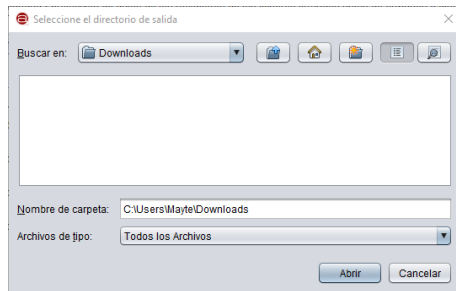 Seleccione el directorio de salida
Buscar en: Downloads
Nombre de carpeta: C:\Users\Mayte\Downloads
Archivos de tipo: Todos los Archivos
Abrir Cancelar